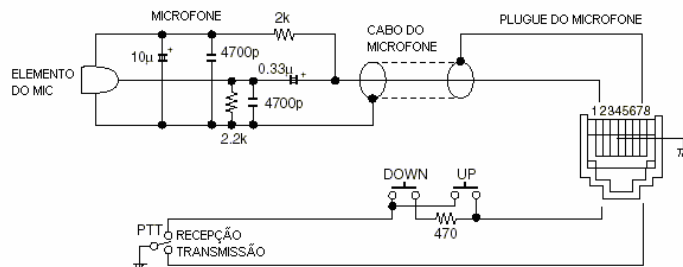 MICROFONE
2k
CABO DO
MICROFONE
PLUGUE DO MICROFONE
10µ
4700p
ELEMENTO
DO MIC
0.33µ
4700p
2.2k
12345678
DOWN
UP
470
PTT
RECEPÇÃO
TRANSMISSÃO